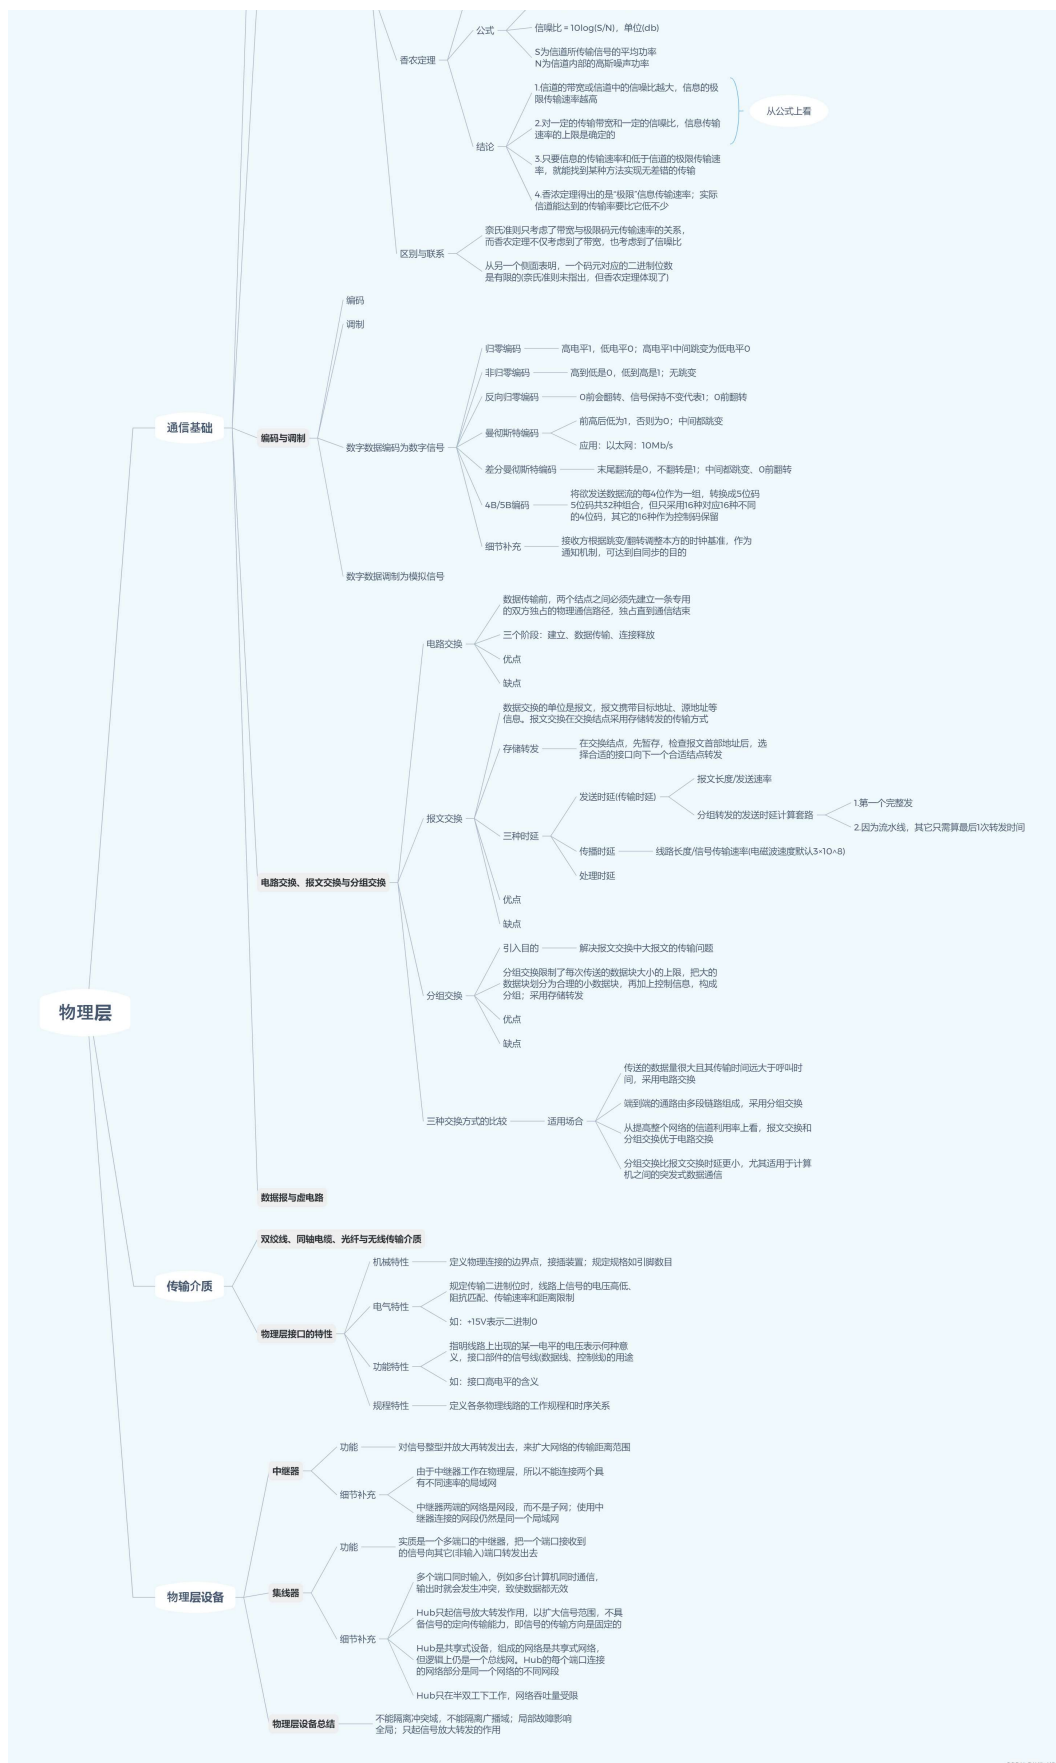 公式
信噪比 = 10log(S/N)，单位(db)
S为信道所传输信号的平均功率
N为信道内部的高斯噪声功率
香农定理
1.信道的带宽或信道中的信噪比越大，信息的极
限传输速率越高
从公式上看
2.对一定的传输带宽和一定的信噪比，信息传输
速率的上限是确定的
结论
3.只要信息的传输速率和低于信道的极限传输速
率，就能找到某种方法实现无差错的传输
4.香浓定理得出的是“极限”信息传输速率；实际
信道能达到的传输率要比它低不少
区别与联系
奈氏准则只考虑了带宽与极限码元传输速率的关系，
而香农定理不仅考虑到了带宽，也考虑到了信噪比
从另一个侧面表明，一个码元对应的二进制位数
是有限的(奈氏准则未指出，但香农定理体现了)
编码
调制
归零编码
高电平1，低电平0；高电平1中间跳变为低电平0
非归零编码
高到低是0，低到高是1；无跳变
反向归零编码
0前会翻转、信号保持不变代表1；0前翻转
通信基础
编码与调制
数字数据编码为数字信号
曼彻斯特编码
前高后低为1，否则为0；中间都跳变
应用：以太网：10Mb/s
差分曼彻斯特编码
末尾翻转是0，不翻转是1；中间都跳变、0前翻转
4B/5B编码
将欲发送数据流的每4位作为一组，转换成5位码
5位码共32种组合，但只采用16种对应16种不同
的4位码，其它的16种作为控制码保留
细节补充
接收方根据跳变/翻转调整本方的时钟基准，作为
通知机制，可达到自同步的目的
数字数据调制为模拟信号
电路交换
数据传输前，两个结点之间必须先建立一条专用
的双方独占的物理通信路径，独占直到通信结束
三个阶段：建立、数据传输、连接释放
优点
缺点
数据交换的单位是报文，报文携带目标地址，源地址等
信息。报文交换在交换结点采用存储转发的传输方式
存储转发
在交换结点，先暂存，检查报文首部地址后，选
择合适的接口向下一个合适结点转发
报文交换
三种时延
发送时延(传输时延)
报文长度/发送速率
分组转发的发送时延计算套路
1.第一个完整发
2.因为流水线，其它只需算最后1次转发时间
传播时延
线路长度/信号传输速率(电磁波速度默认3×10^8)
处理时延
电路交换、报文交换与分组交换
优点
缺点
引入目的
解决报文交换中大报文的传输问题
分组交换
分组交换限制了每次传送的数据块大小的上限，把大的
数据块划分为合理的小数据块，再加上控制信息，构成
分组；采用存储转发
优点
缺点
物理层
三种交换方式的比较
适用场合
传送的数据量很大且其传输时间远大于呼叫时
间，采用电路交换
端到端的通路由多段链路组成，采用分组交换
从提高整个网络的信道利用率上看，报文交换和
分组交换优于电路交换
分组交换比报文交换时延更小，尤其适用于计算
机之间的突发式数据通信
数据报与虚电路
传输介质
双绞线、同轴电缆、光纤与无线传输介质
物理层接口的特性
机械特性
定义物理连接的边界点，接插装置；规定规格如引脚数目
电气特性
规定传输二进制位时，线路上信号的电压高低、
阻抗匹配、传输速率和距离限制
如：+15V表示二进制0
功能特性
指明线路上出现的某一电平的电压表示何种意
义，接口部件的信号线(数据线、控制线)的用途
如：接口高电平的含义
规程特性
定义各条物理线路的工作规程和时序关系
中继器
功能
对信号整型并放大再转发出去，来扩大网络的传输距离范围
细节补充
由于中继器工作在物理层，所以不能连接两个具
有不同速率的局域网
中继器两端的网络是网段，而不是子网；使用中
继器连接的网段仍然是同一个局域网
物理层设备
集线器
功能
实质是一个多端口的中继器，把一个端口接收到
的信号向其它(非输入)端口转发出去
细节补充
多个端口同时输入，例如多台计算机同时通信，
输出时就会发生冲突，致使数据都无效
Hub只起信号放大转发作用，以扩大信号范围，不具
备信号的定向传输能力，即信号的传输方向是固定的
Hub是共享式设备，组成的网络是共享式网络，
但逻辑上仍是一个总线网。Hub的每个端口连接
的网络部分是同一个网络的不同网段
Hub只在半双工下工作，网络吞吐量受限
物理层设备总结
不能隔离冲突域，不能隔离广播域；局部故障影响
全局；只起信号放大转发的作用